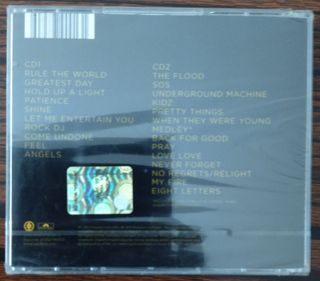 CD1
RULE THE WORLD
GREATEST DAY
HOLD UP A LIGHT
PATIENCE
SHINE
LET ME ENTERTAIN YOU
ROCK DJ
COME UNDONE
FEEL
ANGELS
CD2
THE FLOOD
SOS
UNDERGROUND MACHINE
KIDZ
PRETTY THINGS
WHEN THEY WERE YOUNG
MEDLEY*
BACK FOR GOOD
PRAY
LOVE LOVE
NEVER FORGET
NO REGRETS/RELIGHT
MY FIRE
EIGHT LETTERS